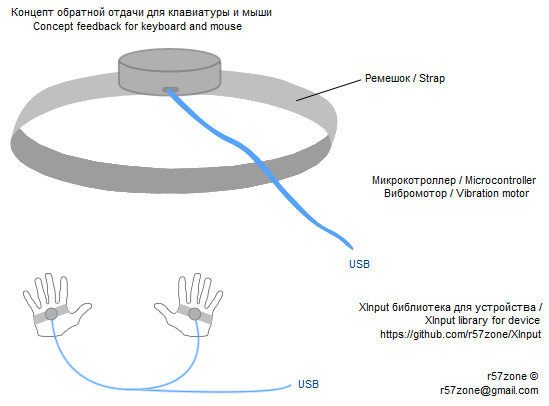 Концепт обратной отдачи для клавиатуры и мыши
Concept feedback for keyboard and mouse
Ремешок / Strap
Микрокотроллер / Microcontroller
Вибромотор / Vibration motor
USB
XInput библиотека для устройства /
XInput library for device
https://github.com/r57zone/XInput
USB
r57zone ©
r57zone@gmail.com